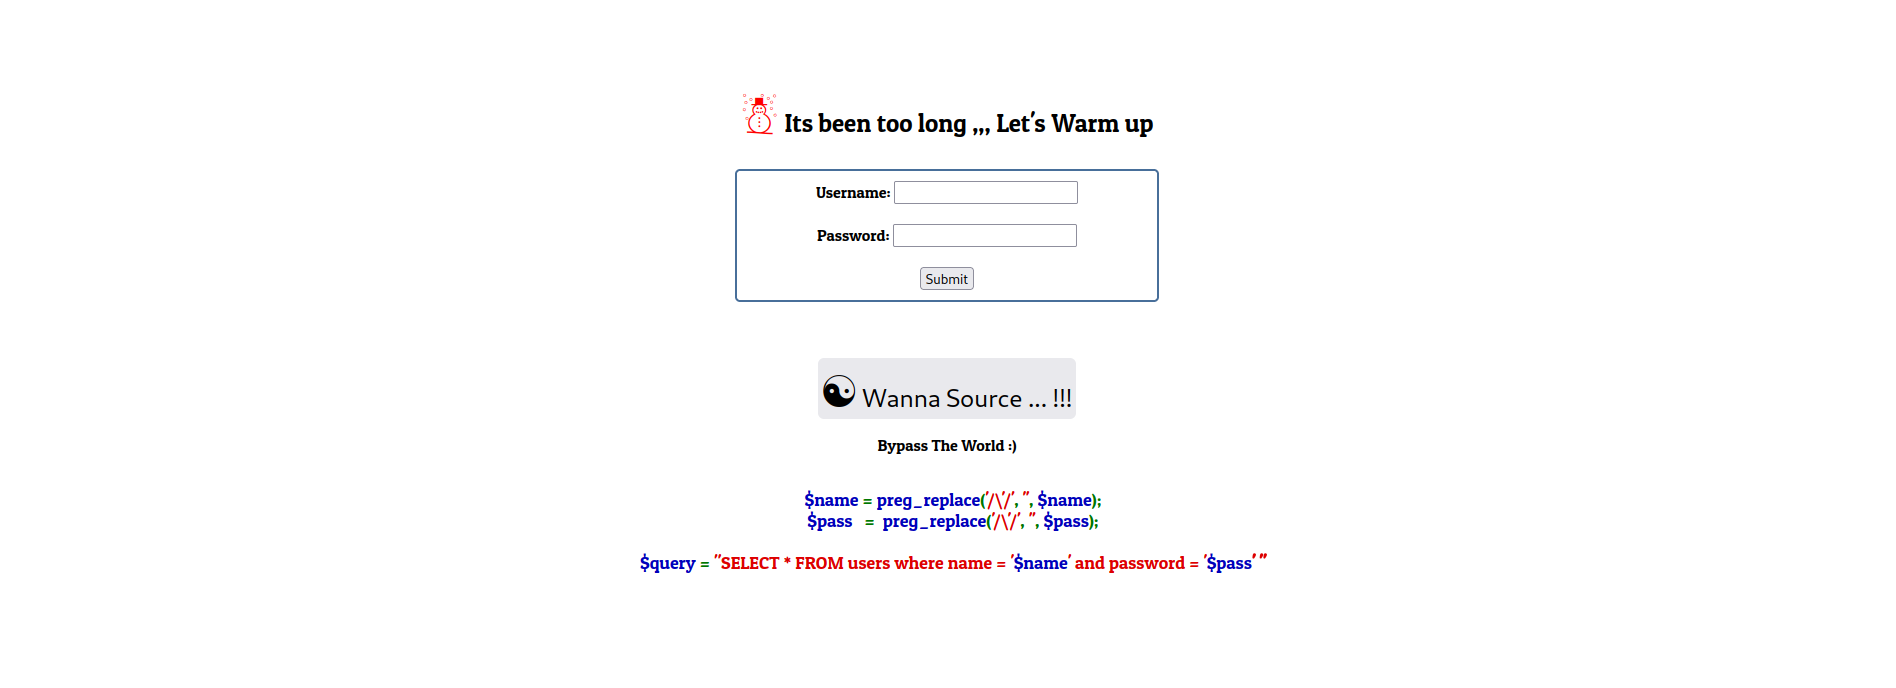 Its been too long ,,, Let's Warm up
Username:
Password:
Submit
Wanna Source ... !!!
Bypass The World :)
$name = preg_replace('/\'/', '', $name);
$pass = preg_replace('/\'/', '', $pass);
$query = "SELECT * FROM users where name = '$name' and password = '$pass' "